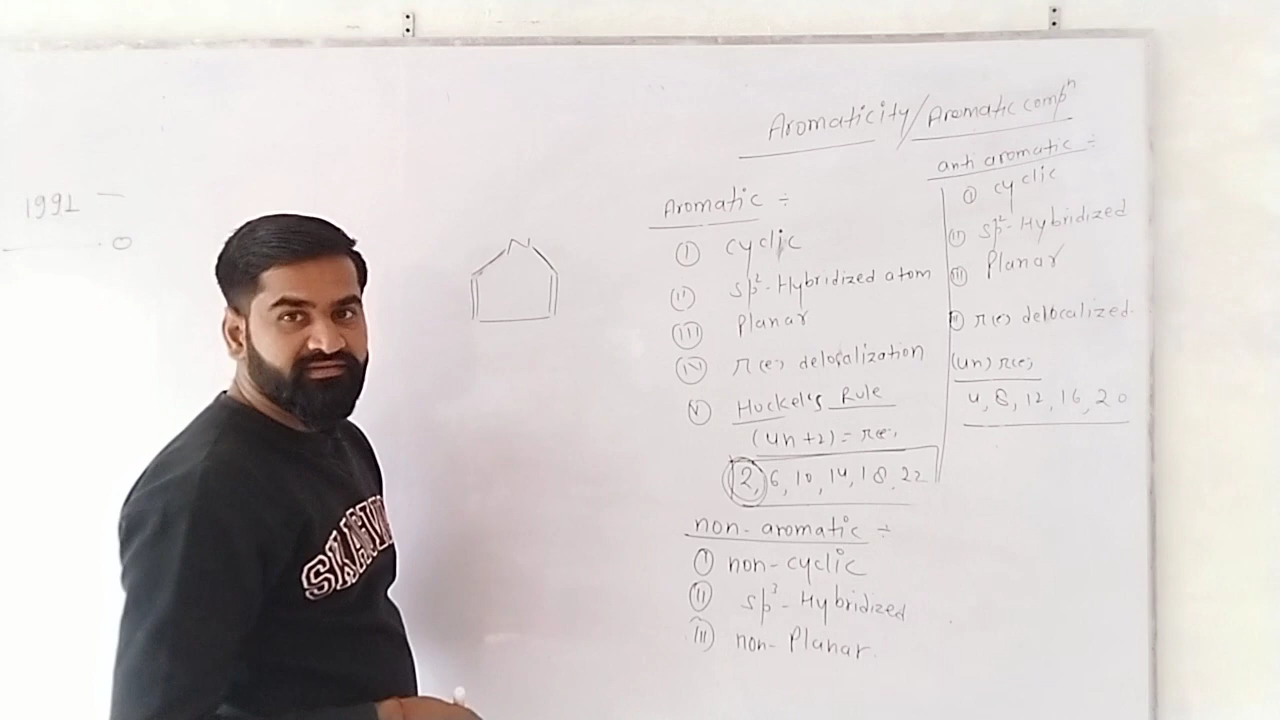 Aromaticity/Aromatic compⁿ
1991
N
Aromatic ÷
(I) cyclic
(II) sp²-Hybridized atom
(III) Planar
(IV) π(e-) delocalization
(V) Huckel's Rule
(4n+2) = πe-
2, 6, 10, 14, 18, 22
anti aromatic ÷
(I) cyclic
(II) sp²-Hybridized
(III) Planar
π(e-) delocalized
(4n) π(e-)
4, 8, 12, 16, 20
non-aromatic ÷
(I) non-cyclic
(II) sp³-Hybridized
(III) non-Planar.